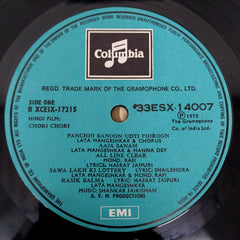 Columbia
REGD. TRADE MARK OF THE GRAMOPHONE CO. LTD.
SIDE ONE
B XCEIX-17215
33ESX-14007
HINDI FILM:
"CHORI CHORI"
℗ 1975
The Gramophone
Co. of India Ltd.
PANCHHI BANOON UDTI PHIROON
LATA MANGESHKAR & CHORUS
AAJA SANAM
LATA MANGESHKAR & MANNA DEY
ALL LINE CLEAR
MOHD. RAFI
LYRIC: HASRAT JAIPURI
SAWA LAKH KI LOTTERY LYRIC: SHAILENDRA
LATA MANGESHKAR & MOHD. RAFI
RASIK BALMA LYRIC: HASRAT JAIPURI
LATA MANGESHKAR
MUSIC: SHANKAR JAIKISHAN
A. V. M. PRODUCTIONS
EMI